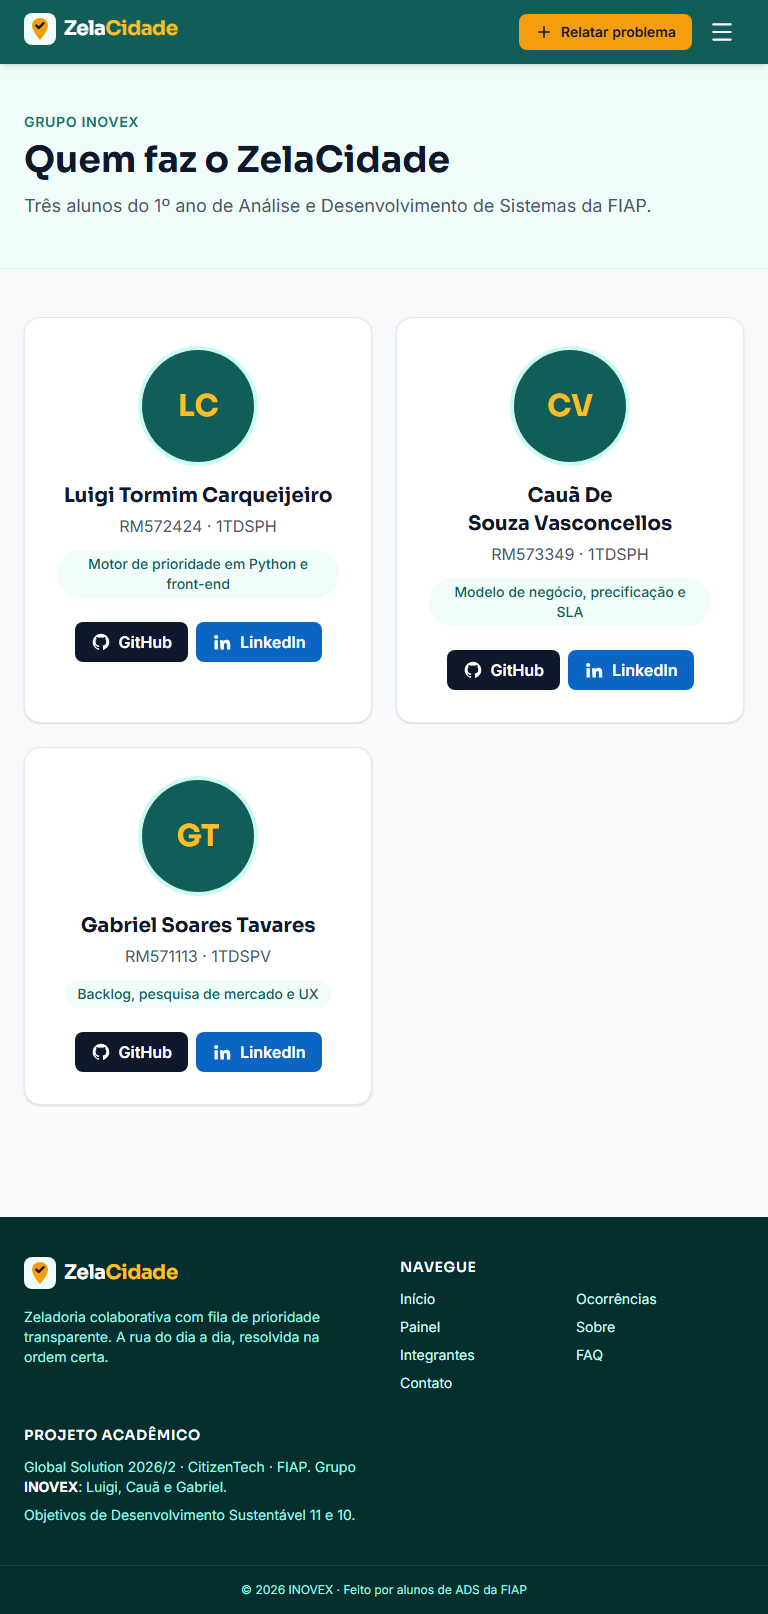 ZelaCidade
Relatar problema
GRUPO INOVEX
Quem faz o ZelaCidade
Três alunos do 1º ano de Análise e Desenvolvimento de Sistemas da FIAP.
LC
Luigi Tormim Carqueijeiro
RM572424 · 1TDSPH
Motor de prioridade em Python e
front-end
GitHub
LinkedIn
CV
Cauã De
Souza Vasconcellos
RM573349 · 1TDSPH
Modelo de negócio, precificação e
SLA
GitHub
LinkedIn
GT
Gabriel Soares Tavares
RM571113 · 1TDSPV
Backlog, pesquisa de mercado e UX
GitHub
LinkedIn
ZelaCidade
Zeladoria colaborativa com fila de prioridade
transparente. A rua do dia a dia, resolvida na
ordem certa.
NAVEGUE
Início
Ocorrências
Painel
Sobre
Integrantes
FAQ
Contato
PROJETO ACADÊMICO
Global Solution 2026/2 · CitizenTech · FIAP. Grupo
INOVEX: Luigi, Cauã e Gabriel.
Objetivos de Desenvolvimento Sustentável 11 e 10.
© 2026 INOVEX · Feito por alunos de ADS da FIAP